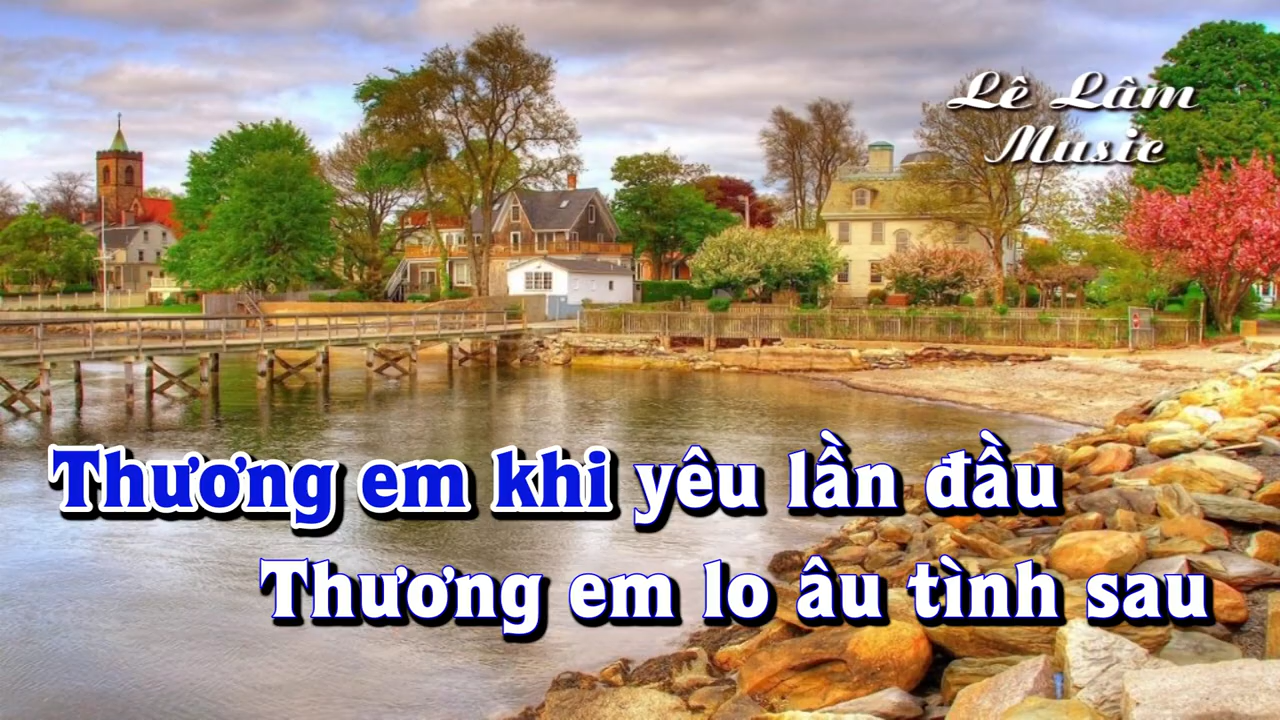 Lê Lâm
Music
Thương em khi yêu lần đầu
Thương em lo âu tình sau